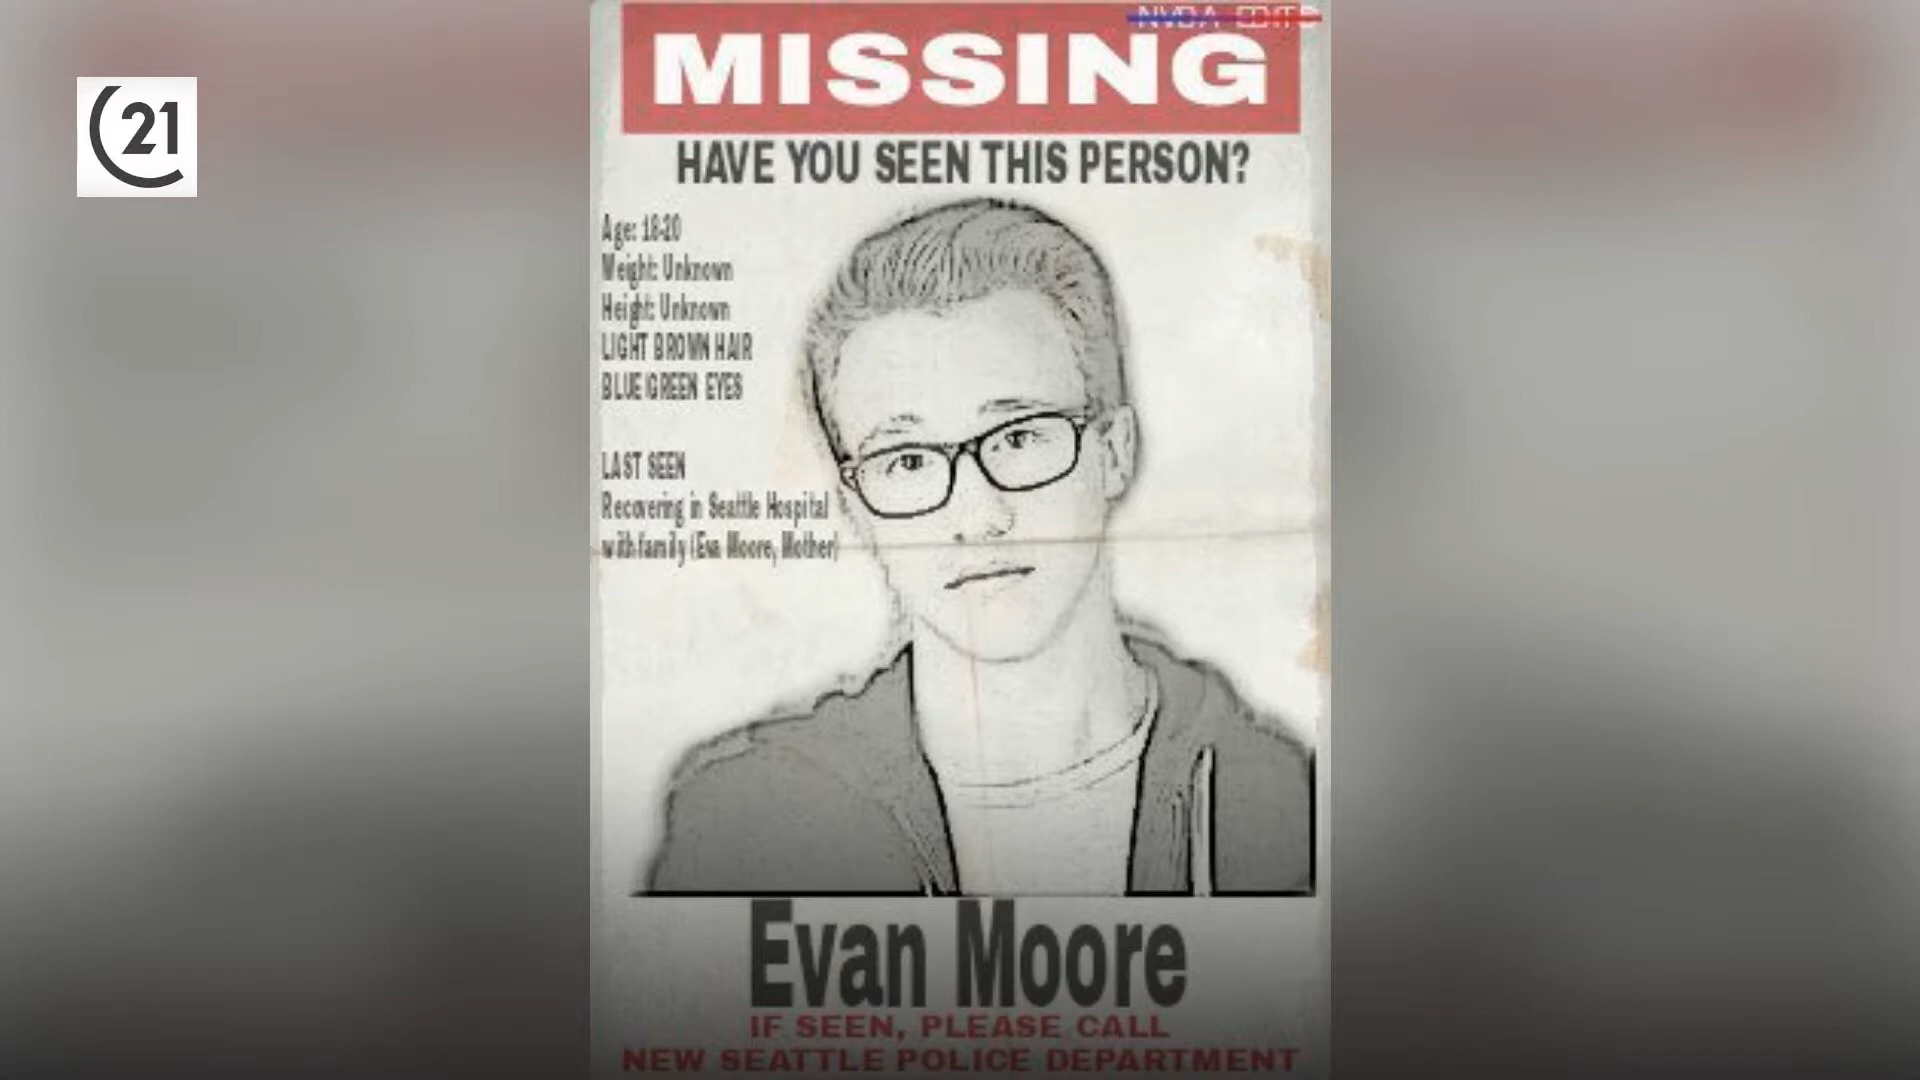 21
MISSING
HAVE YOU SEEN THIS PERSON?
Age: 18-20
Weight: Unknown
Height: Unknown
LIGHT BROWN HAIR
BLUE GREEN EYES
LAST SEEN
Recovering in Seattle Hospital
with family (Eva Moore, Mother)
Evan Moore
IF SEEN, PLEASE CALL
NEW SEATTLE POLICE DEPARTMENT